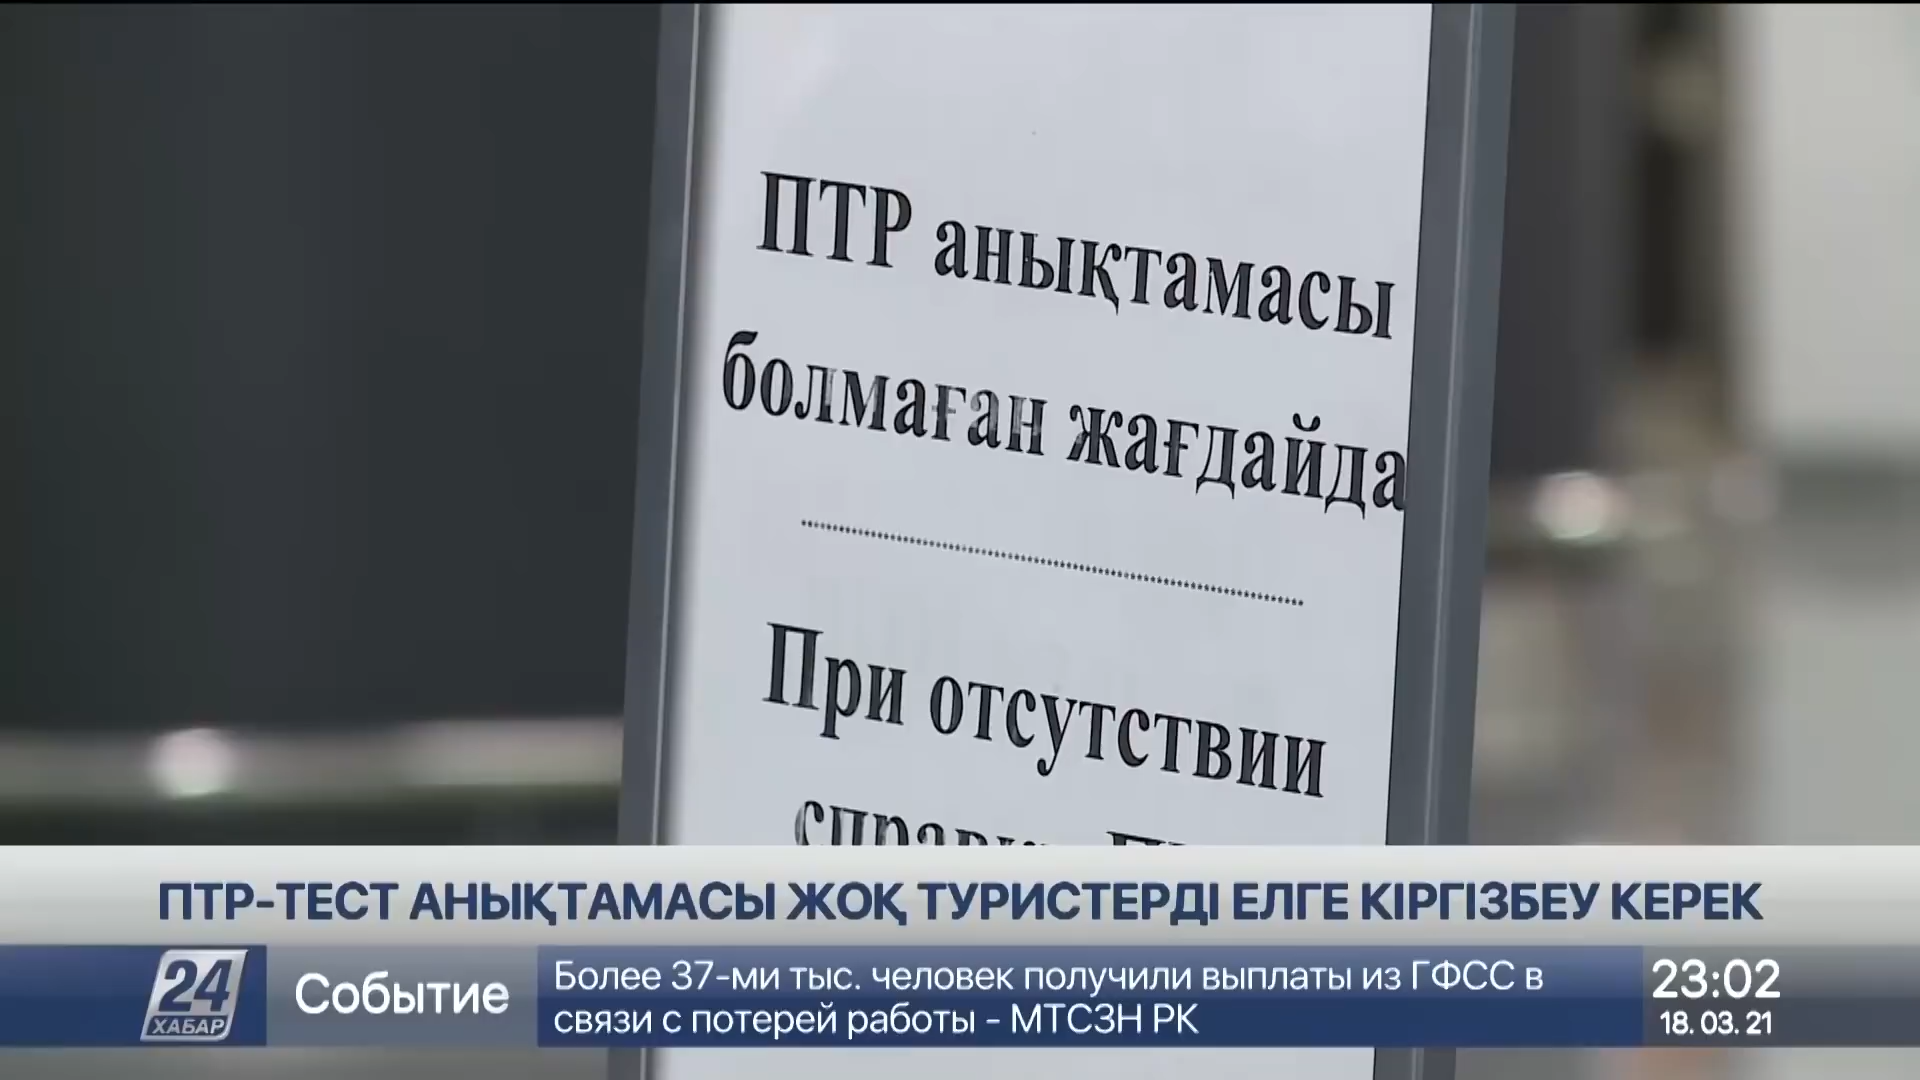 ПТР анықтамасы
болмаған жағдайда
При отсутствии
ПТР-ТЕСТ АНЫҚТАМАСЫ ЖОҚ ТУРИСТЕРДІ ЕЛГЕ КІРГІЗБЕУ КЕРЕК
24
ХАБАР
Событие
Более 37-ми тыс. человек получили выплаты из ГФСС в
связи с потерей работы - МТСЗН РК
23:02
18. 03. 21